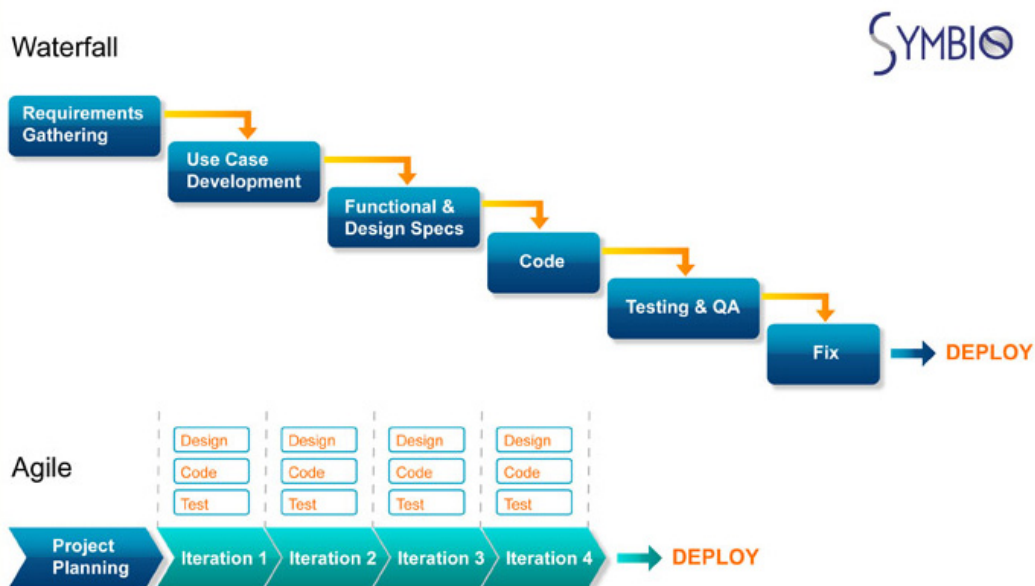 Waterfall
SYMBIO
Requirements
Gathering
Use Case
Development
Functional &
Design Specs
Code
Testing & QA
Fix
DEPLOY
Agile
Design
Code
Test
Design
Code
Test
Design
Code
Test
Design
Code
Test
Project
Planning
Iteration 1
Iteration 2
Iteration 3
Iteration 4
DEPLOY